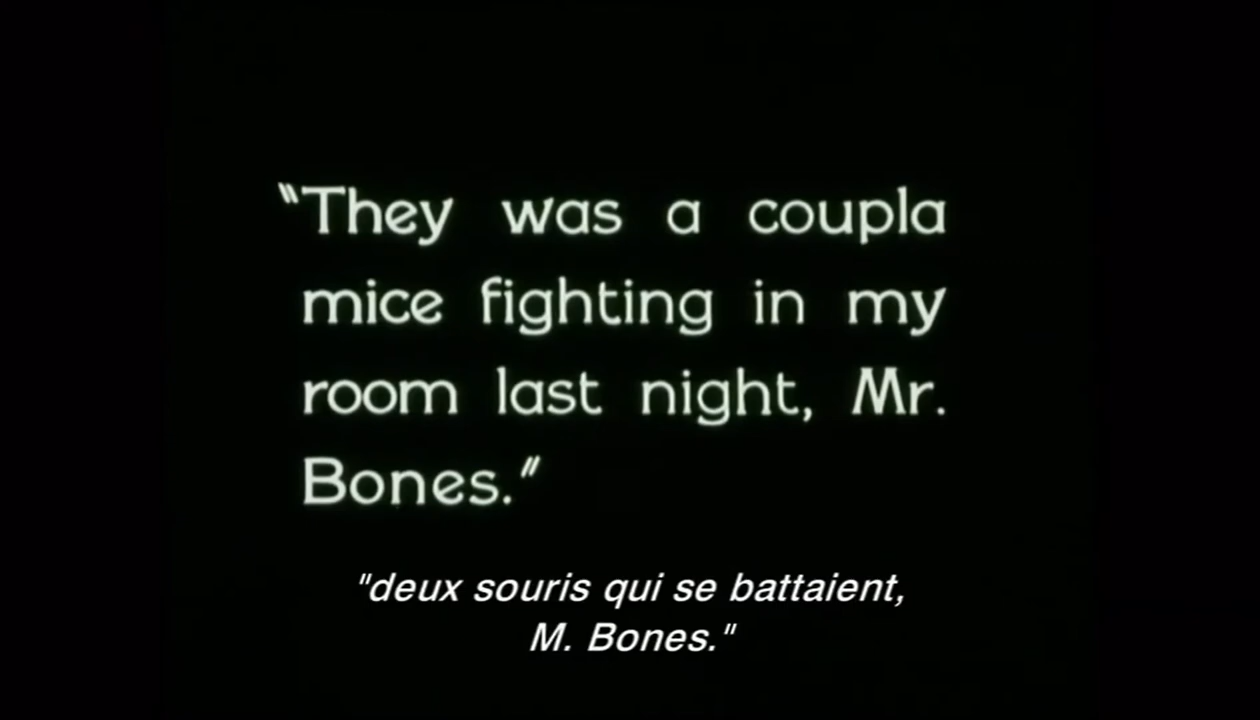 "They was a coupla
mice fighting in my
room last night, Mr.
Bones."
"deux souris qui se battaient,
M. Bones."